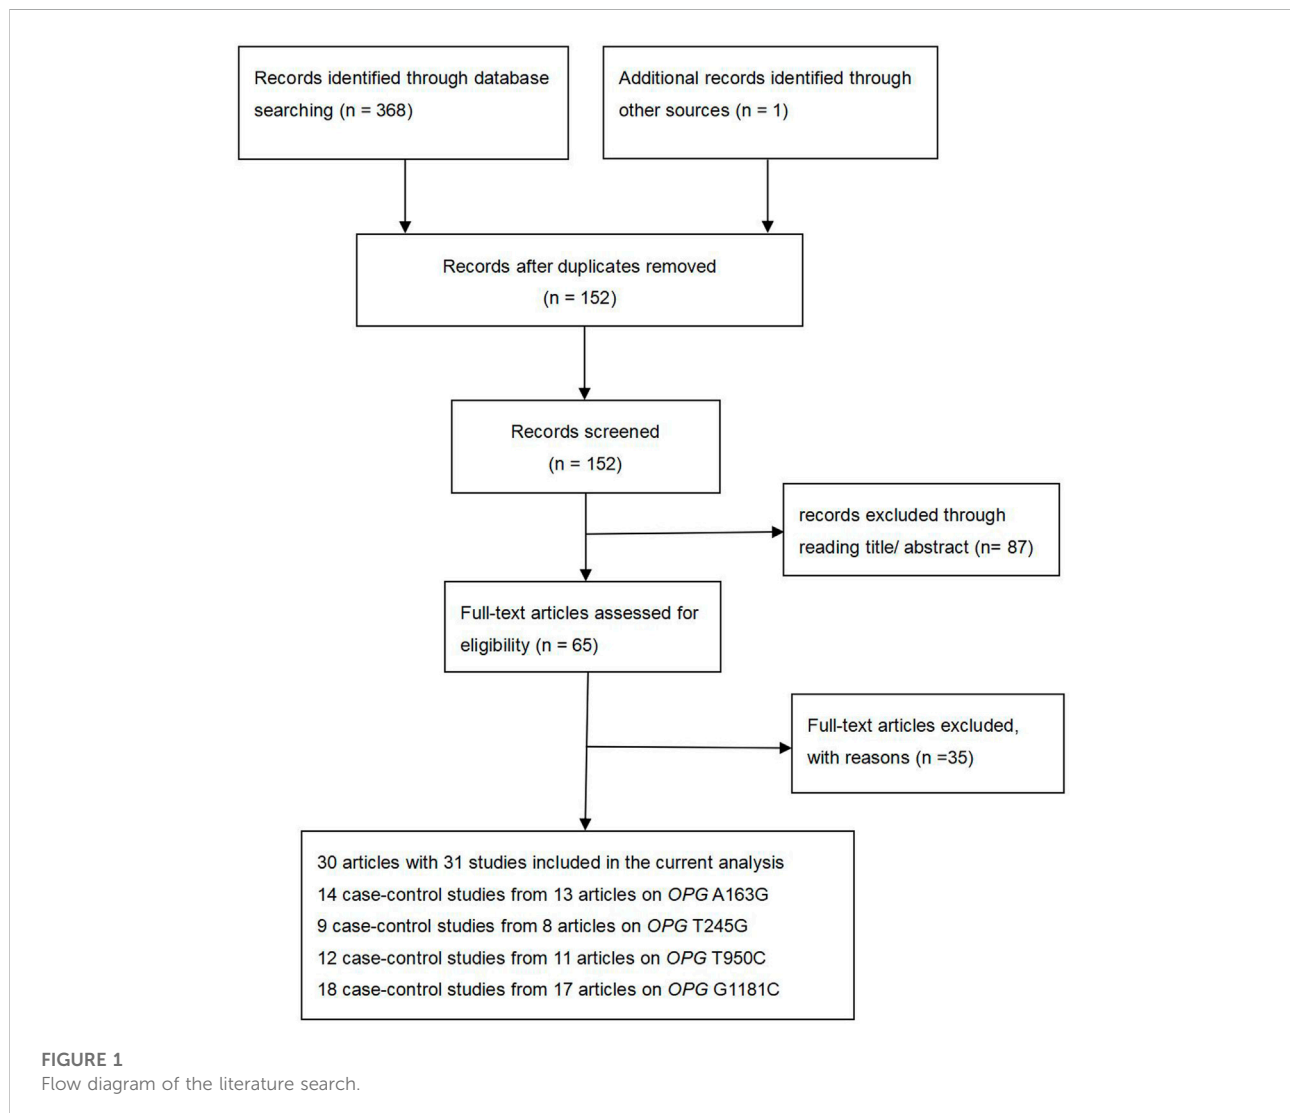 Records identified through database
searching (n = 368)
Additional records identified through
other sources (n = 1)
Records after duplicates removed
(n = 152)
Records screened
(n = 152)
records excluded through
reading title/ abstract (n= 87)
Full-text articles assessed for
eligibility (n = 65)
Full-text articles excluded,
with reasons (n =35)
30 articles with 31 studies included in the current analysis
14 case-control studies from 13 articles on OPG A163G
9 case-control studies from 8 articles on OPG T245G
12 case-control studies from 11 articles on OPG T950C
18 case-control studies from 17 articles on OPG G1181C
FIGURE 1
Flow diagram of the literature search.